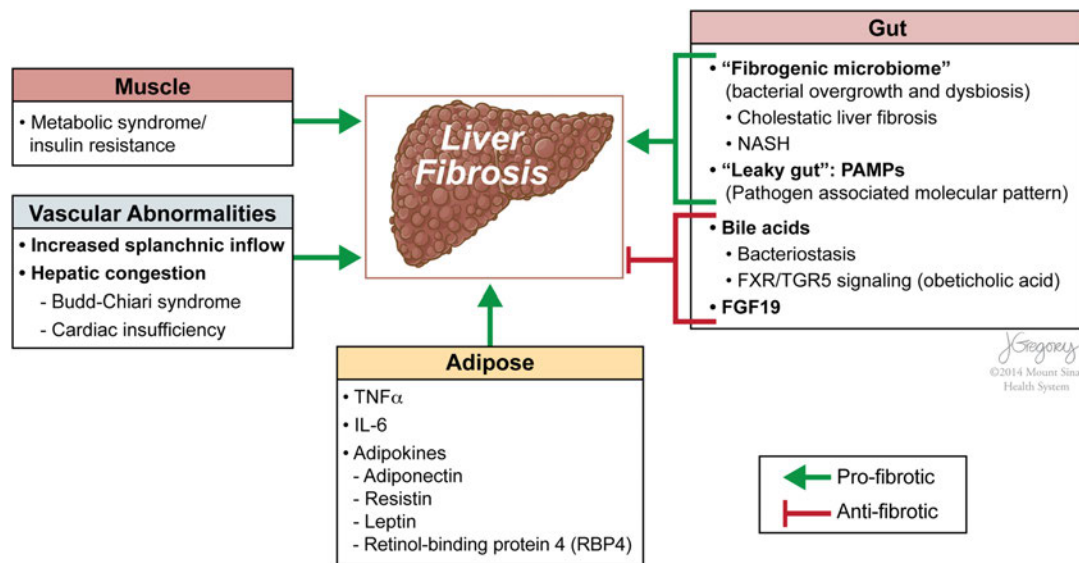 Muscle
• Metabolic syndrome/
insulin resistance
Vascular Abnormalities
• Increased splanchnic inflow
• Hepatic congestion
- Budd-Chiari syndrome
- Cardiac insufficiency
Liver
Fibrosis
Adipose
• TNFα
• IL-6
• Adipokines
- Adiponectin
- Resistin
- Leptin
- Retinol-binding protein 4 (RBP4)
Gut
• “Fibrogenic microbiome”
(bacterial overgrowth and dysbiosis)
• Cholestatic liver fibrosis
• NASH
• “Leaky gut”: PAMPs
(Pathogen associated molecular pattern)
• Bile acids
• Bacteriostasis
• FXR/TGR5 signaling (obeticholic acid)
• FGF19
JGregory
©2014 Mount Sina
Health System
Pro-fibrotic
Anti-fibrotic